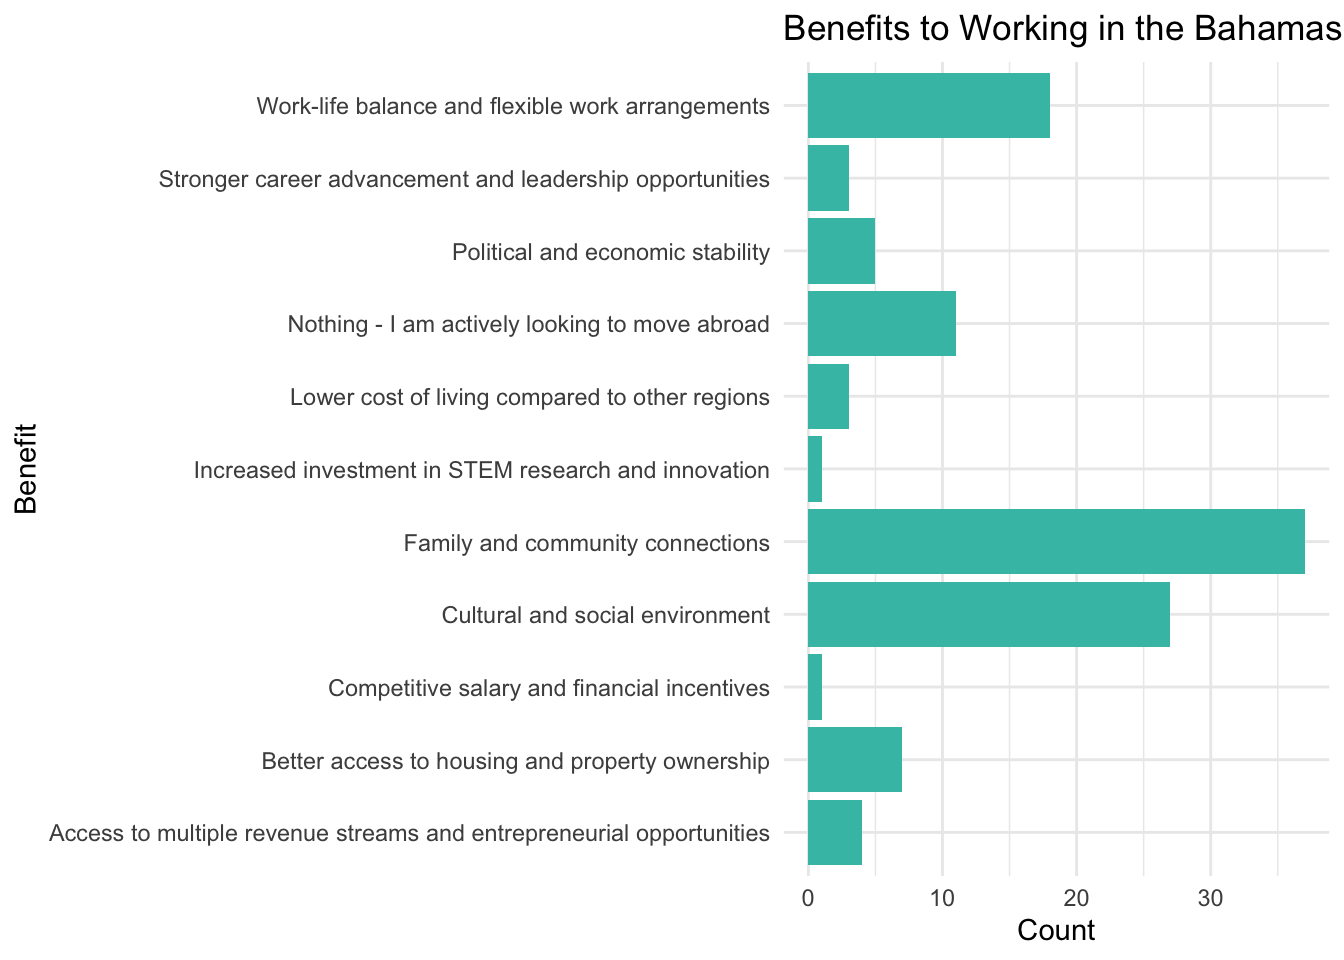 Benefits to Working in the Bahamas
Work-life balance and flexible work arrangements
Stronger career advancement and leadership opportunities
Political and economic stability
Nothing - I am actively looking to move abroad
Lower cost of living compared to other regions
Increased investment in STEM research and innovation
Family and community connections
Cultural and social environment
Competitive salary and financial incentives
Better access to housing and property ownership
Access to multiple revenue streams and entrepreneurial opportunities
Benefit
0 10 20 30
Count